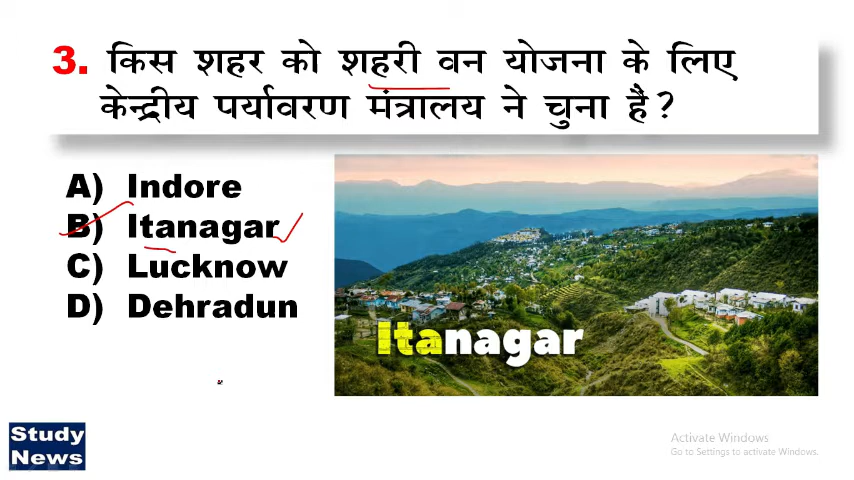 3. किस शहर को शहरी वन योजना के लिए
केन्द्रीय पर्यावरण मंत्रालय ने चुना हैं?
A) Indore
B) Itanagar
C) Lucknow
D) Dehradun
Itanagar
Study
News
Activate Windows
Go to Settings to activate Windows.